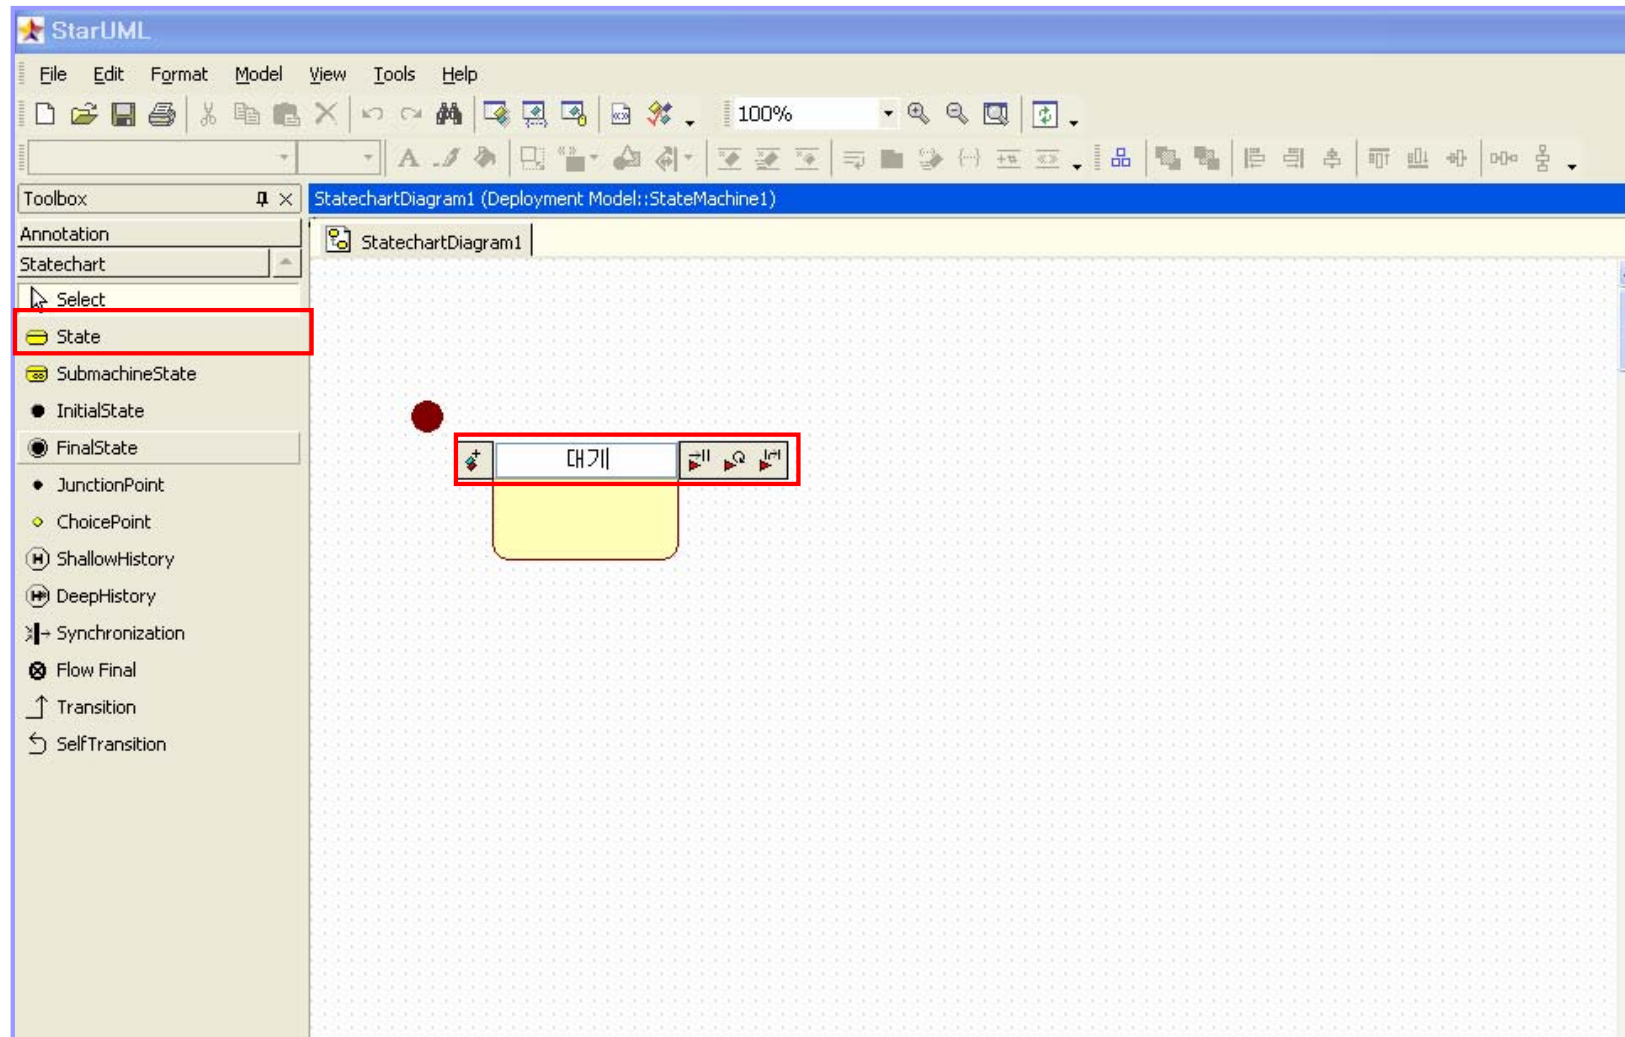 StarUML
File Edit Format Model View Tools Help
100%
Toolbox
StatechartDiagram1 (Deployment Model::StateMachine1)
Annotation
StatechartDiagram1
Statechart
Select
State
SubmachineState
InitialState
FinalState
대기
JunctionPoint
ChoicePoint
ShallowHistory
DeepHistory
Synchronization
Flow Final
Transition
SelfTransition